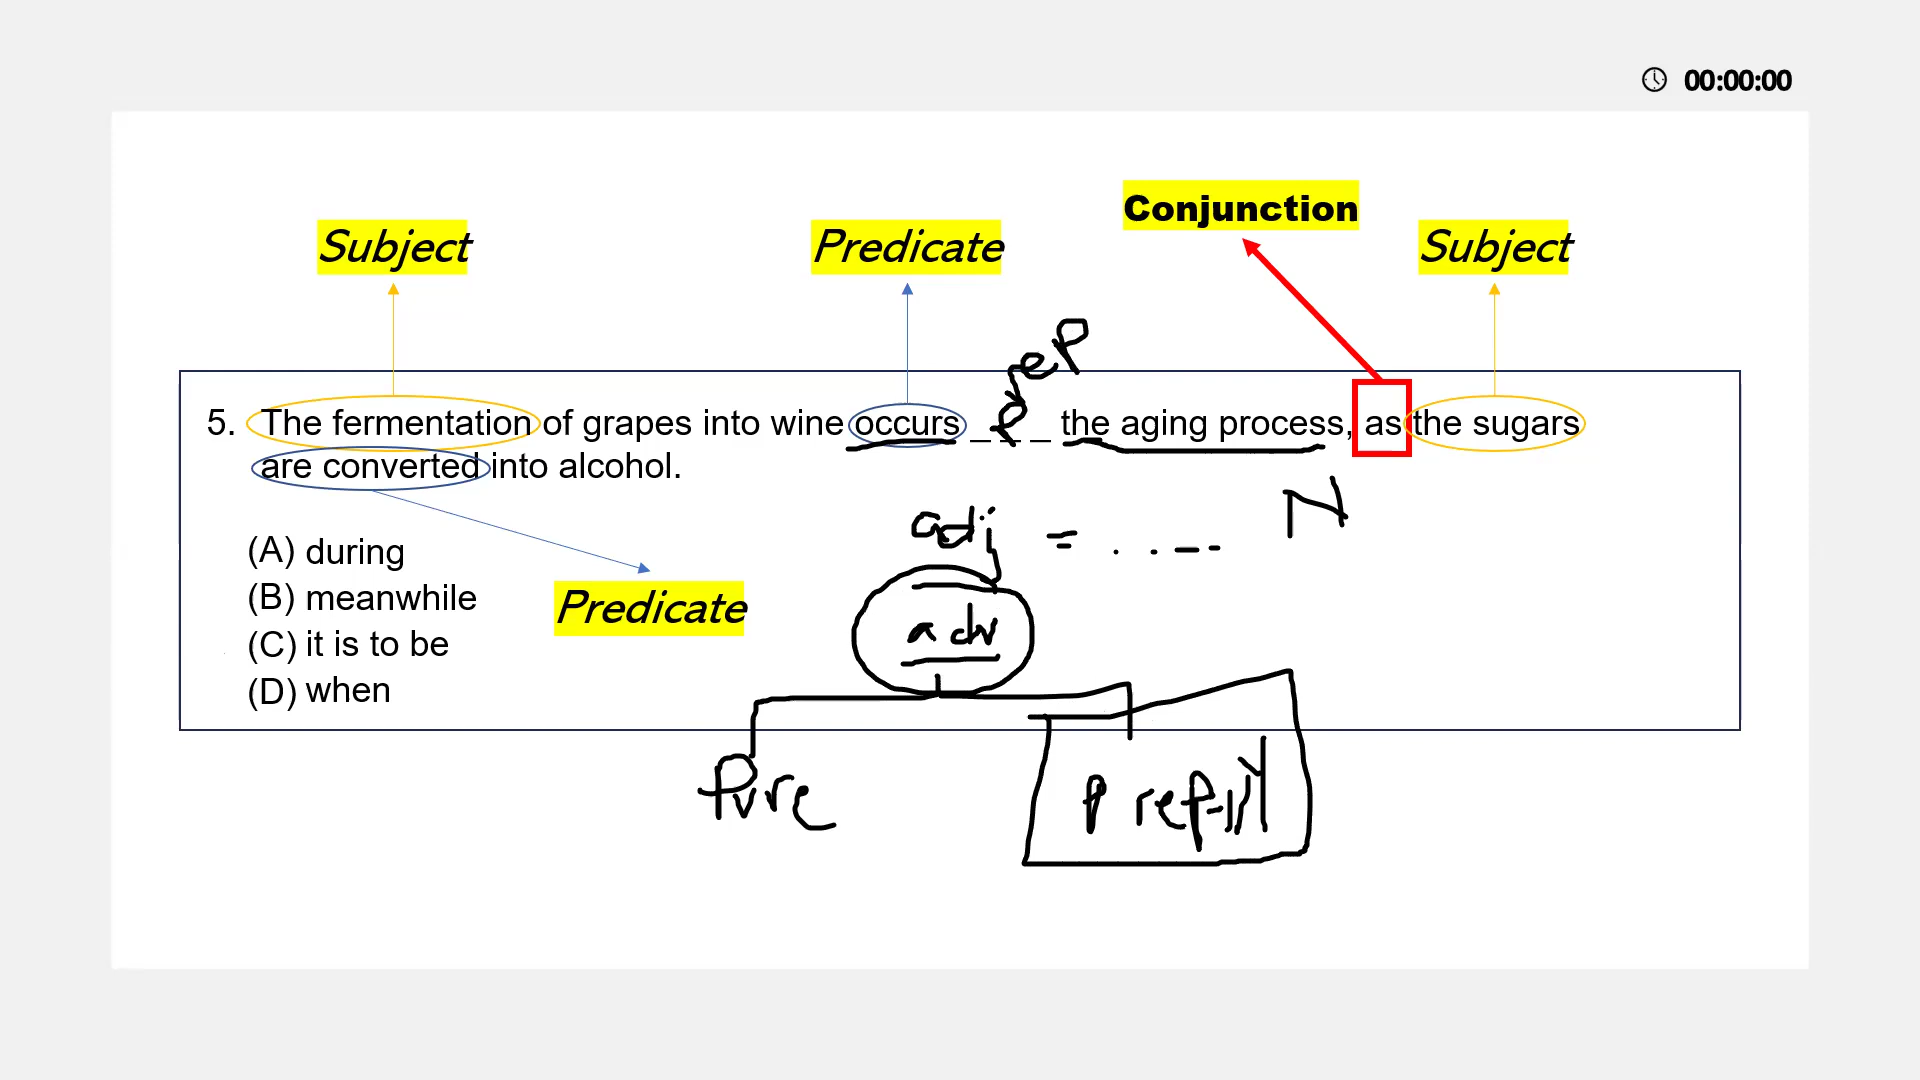 00:00:00
Conjunction
Subject
Predicate
Subject
preP
5. The fermentation of grapes into wine occurs _ _ _ the aging process, as the sugars
are converted into alcohol.
N
adj = . . _ _
(A) during
(B) meanwhile
(C) it is to be
(D) when
Predicate
adv
Pure